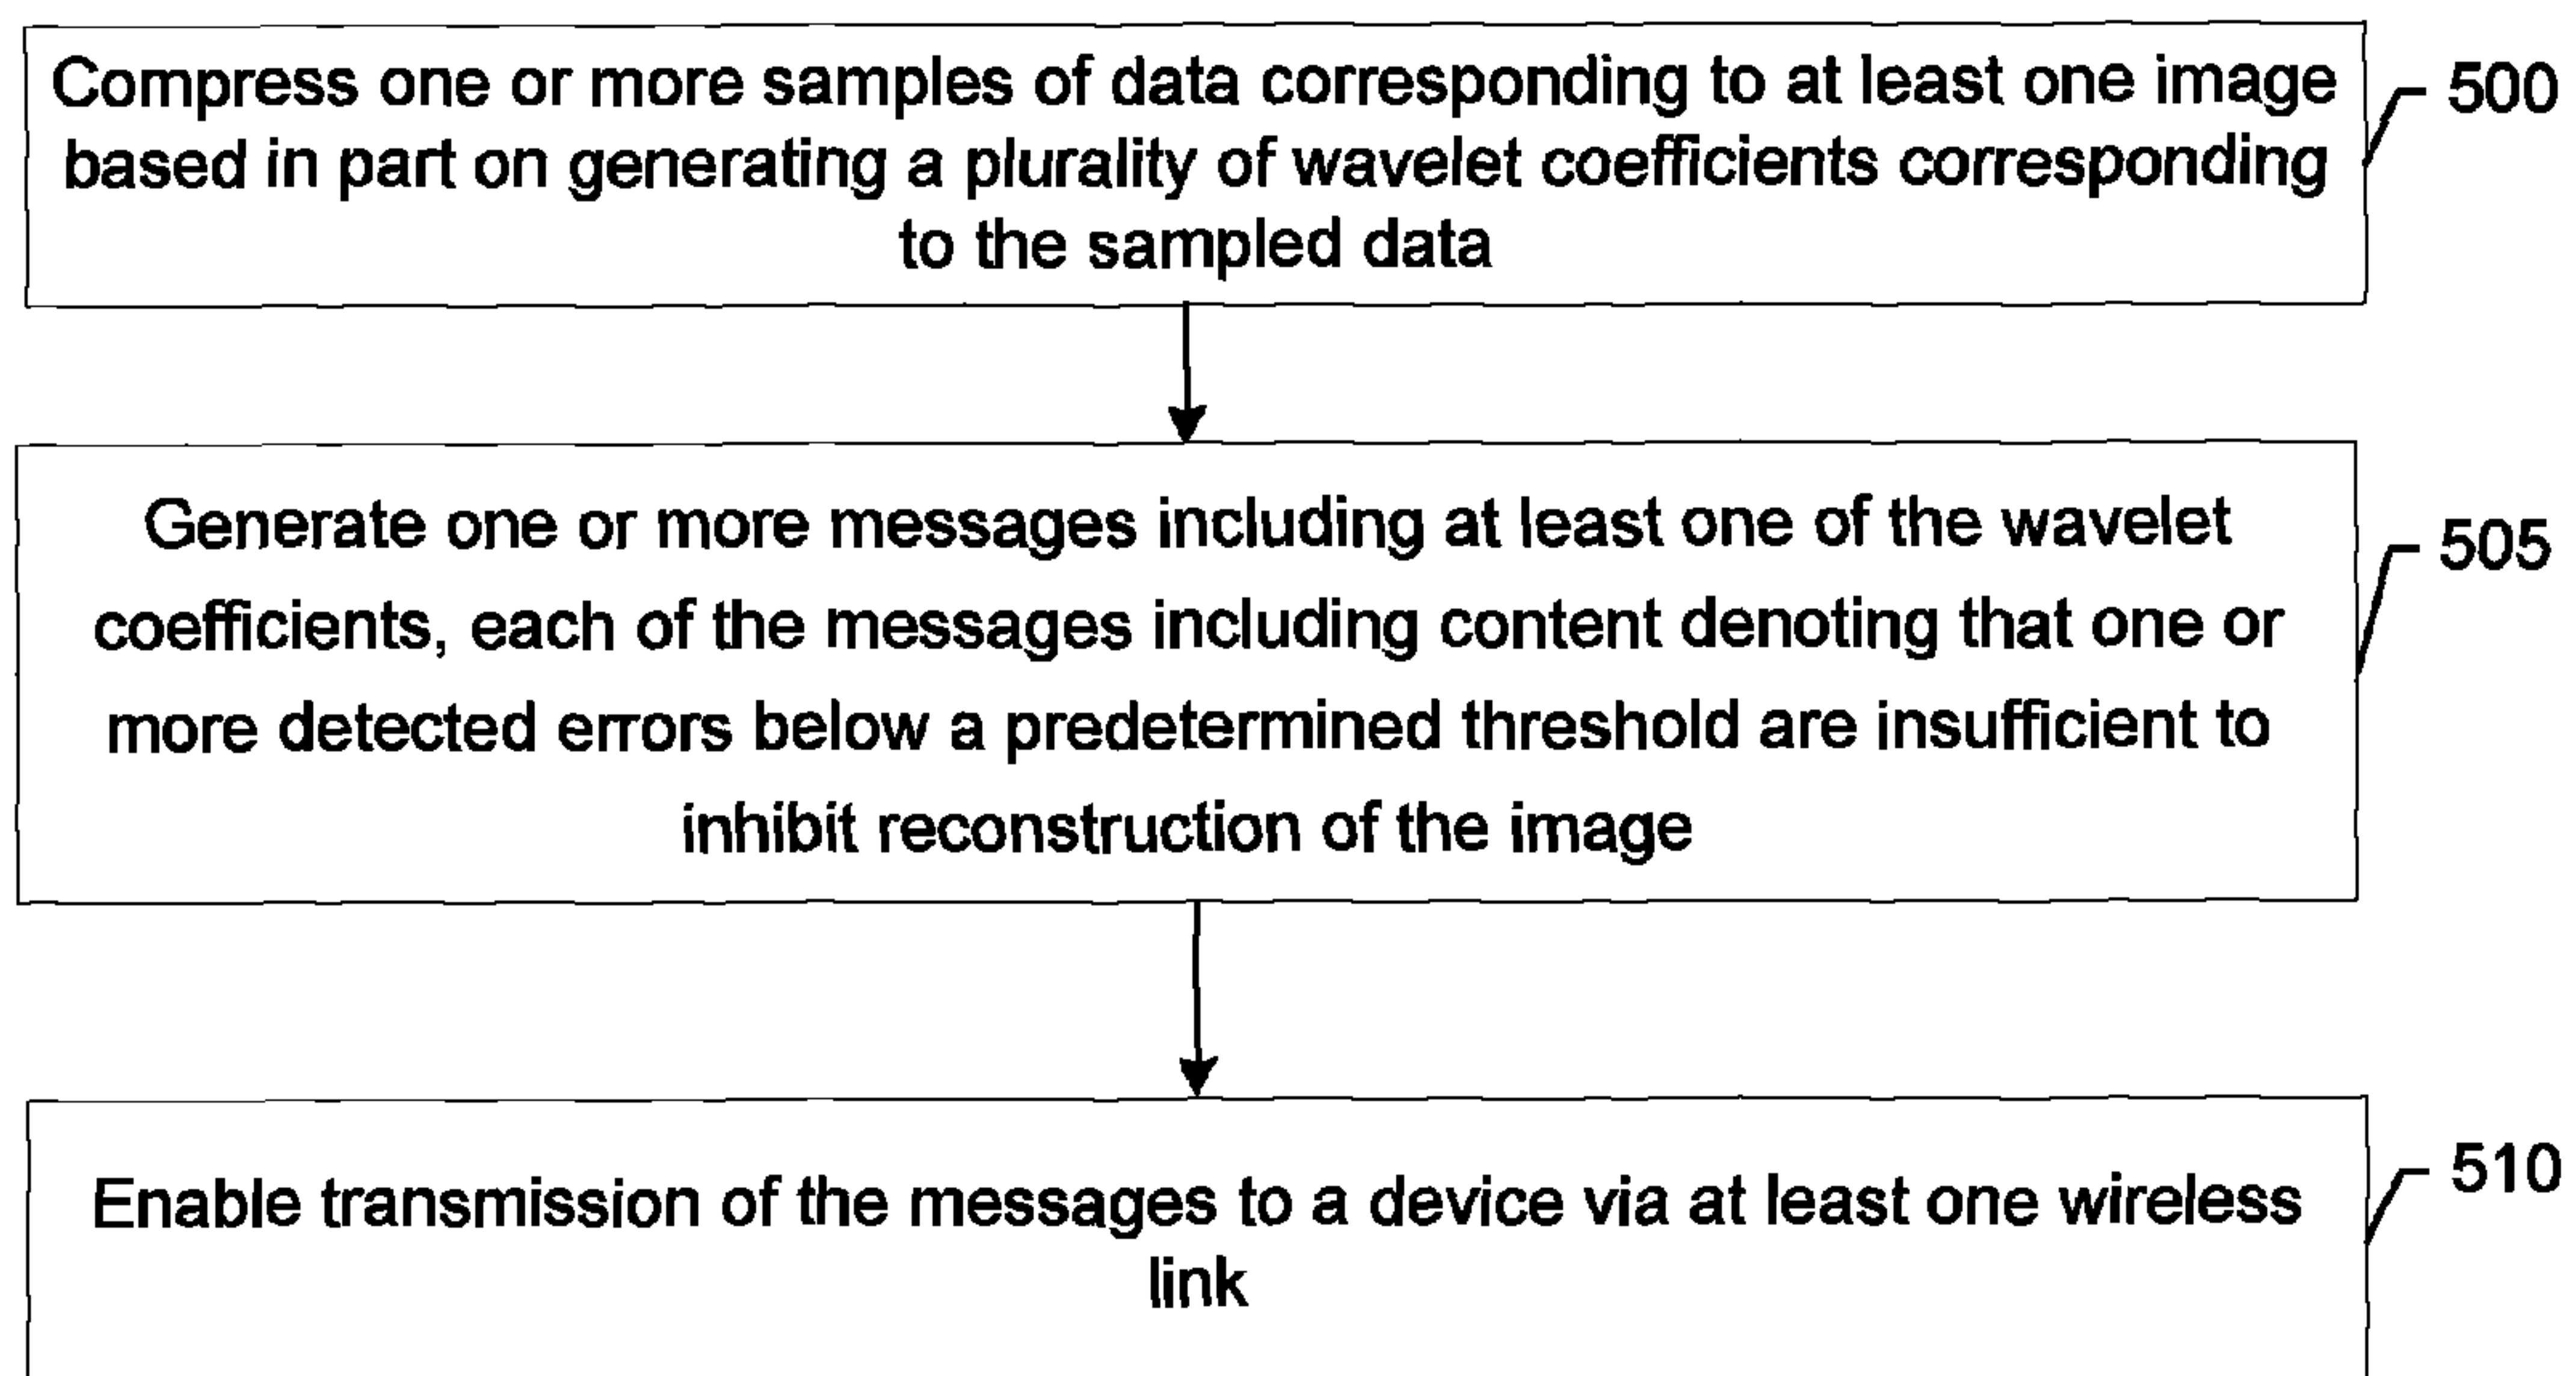 Compress one or more samples of data corresponding to at least one image
based in part on generating a plurality of wavelet coefficients corresponding
to the sampled data
500
Generate one or more messages including at least one of the wavelet
coefficients, each of the messages including content denoting that one or
more detected errors below a predetermined threshold are insufficient to
inhibit reconstruction of the image
505
Enable transmission of the messages to a device via at least one wireless
link
510